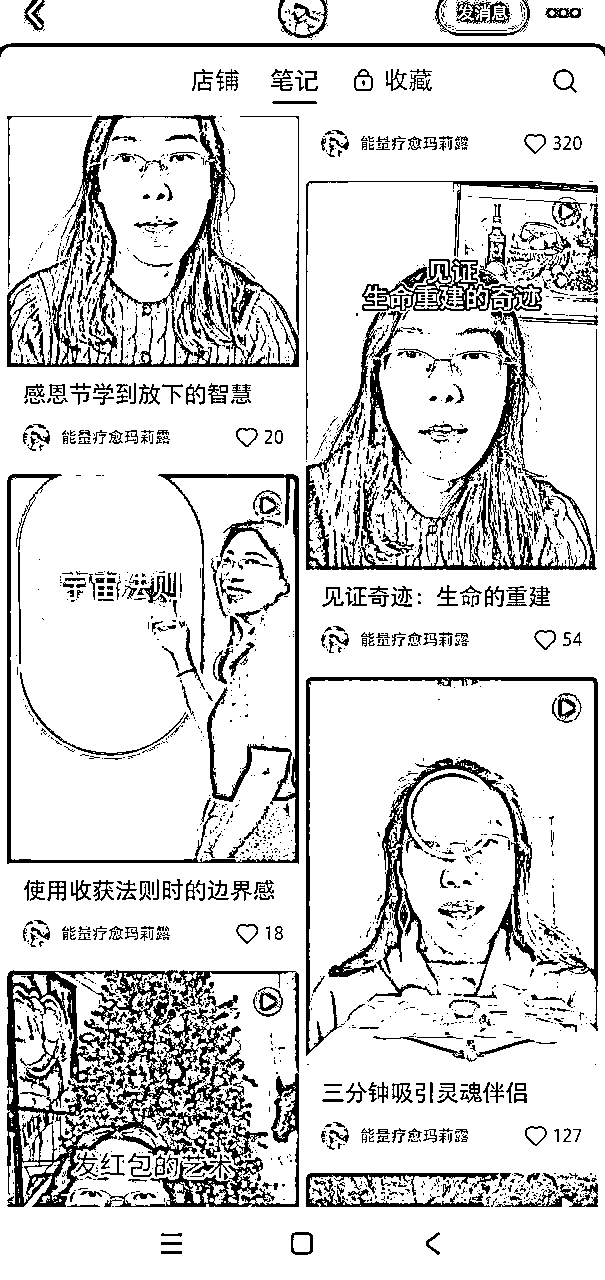 发消息
店铺 笔记 收藏
感恩节学到放下的智慧
能量疗愈玛莉露 20
宇宙法则
使用收获法则时的边界感
能量疗愈玛莉露 18
发红包的艺术
能量疗愈玛莉露 320
见证
生命重建的奇迹
见证奇迹：生命的重建
能量疗愈玛莉露 54
三分钟吸引灵魂伴侣
能量疗愈玛莉露 127